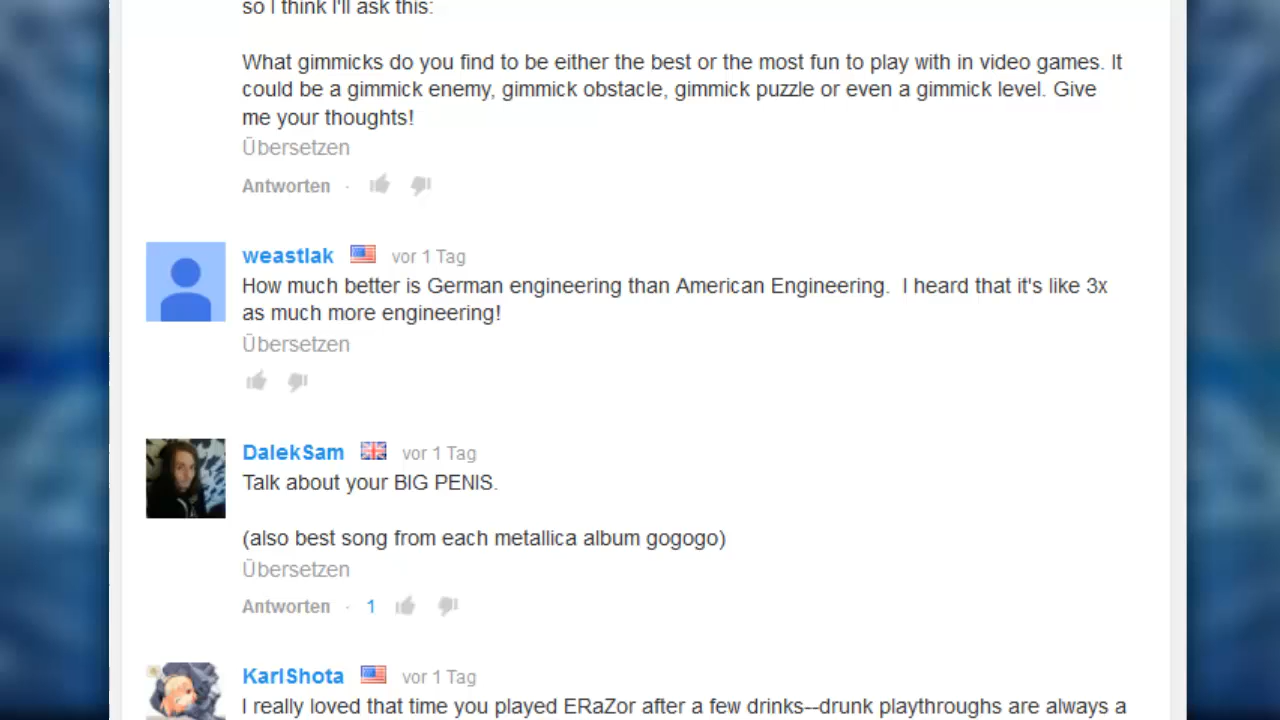 so I think I'll ask this:
What gimmicks do you find to be either the best or the most fun to play with in video games. It
could be a gimmick enemy, gimmick obstacle, gimmick puzzle or even a gimmick level. Give
me your thoughts!
Übersetzen
Antworten ·
weastlak vor 1 Tag
How much better is German engineering than American Engineering.  I heard that it's like 3x
as much more engineering!
Übersetzen
DalekSam vor 1 Tag
Talk about your BIG PENIS.
(also best song from each metallica album gogogo)
Übersetzen
Antworten · 1
KarlShota vor 1 Tag
I really loved that time you played ERaZor after a few drinks--drunk playthroughs are always a